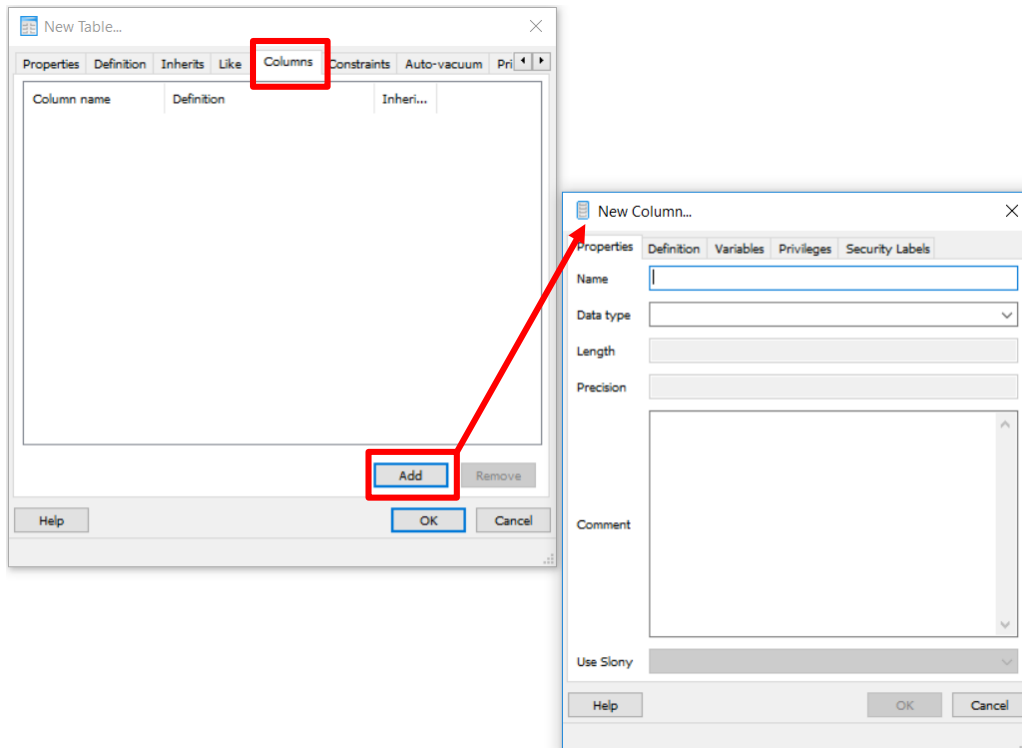 New Table...
Properties Definition Inherits Like Columns Constraints Auto-vacuum Pri
Column name Definition Inheri...
Add Remove
Help OK Cancel
New Column...
Properties Definition Variables Privileges Security Labels
Name
Data type
Length
Precision
Comment
Use Slony
Help OK Cancel